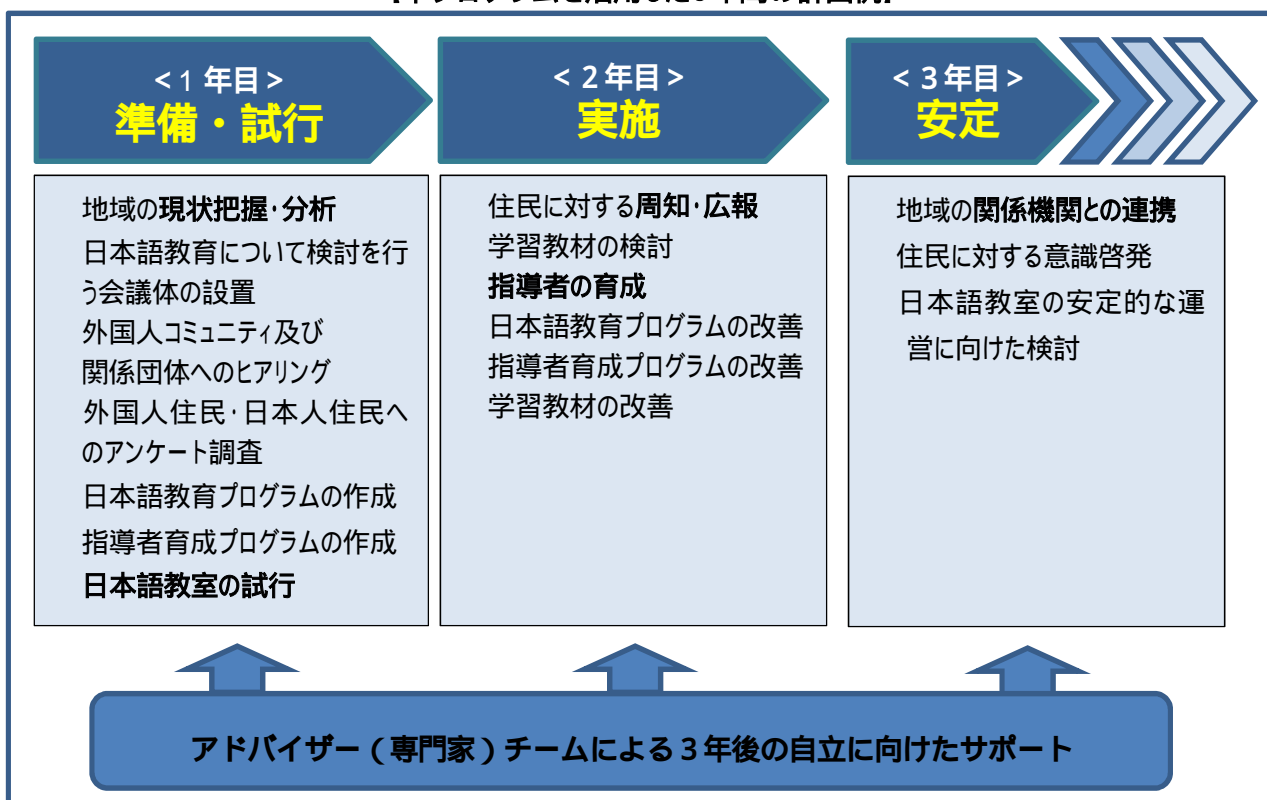 <1年目>
準備・試行
地域の現状把握・分析
日本語教育について検討を行
う会議体の設置
外国人コミュニティ及び
関係団体へのヒアリング
外国人住民・日本人住民へ
のアンケート調査
日本語教育プログラムの作成
指導者育成プログラムの作成
日本語教室の試行
<2年目>
実施
住民に対する周知・広報
学習教材の検討
指導者の育成
日本語教育プログラムの改善
指導者育成プログラムの改善
学習教材の改善
<3年目>
安定
地域の関係機関との連携
住民に対する意識啓発
日本語教室の安定的な運
営に向けた検討
アドバイザー(専門家)チームによる3年後の自立に向けたサポート